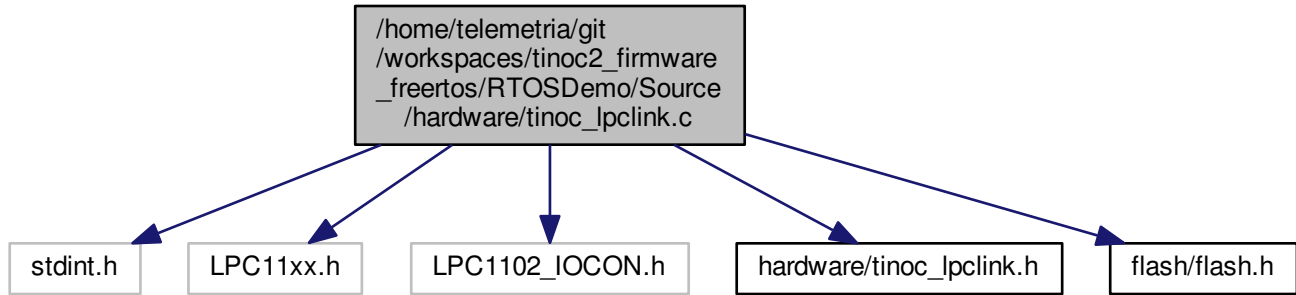 /home/telemetria/git
/workspaces/tinoc2_firmware
_freertos/RTOSDemo/Source
/hardware/tinoc_lpclink.c
stdint.h
LPC11xx.h
LPC1102_IOCON.h
hardware/tinoc_lpclink.h
flash/flash.h